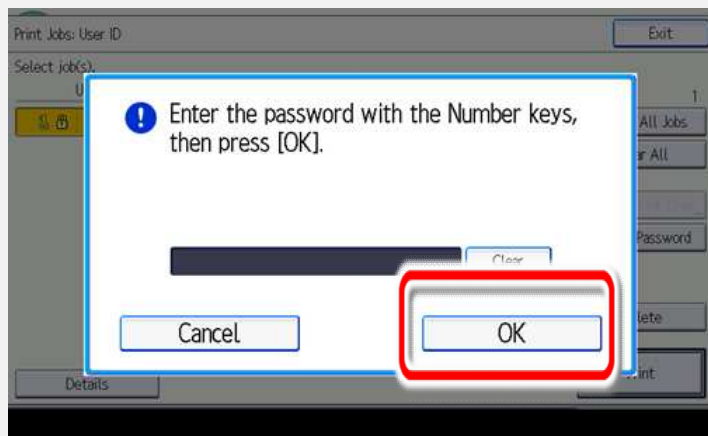 Print Jobs: User ID
Exit
Select job(s).
U
1
All Jobs
r All
Password
Enter the password with the Number keys,
then press [OK].
Clear
Cancel
OK
lete
Details
int